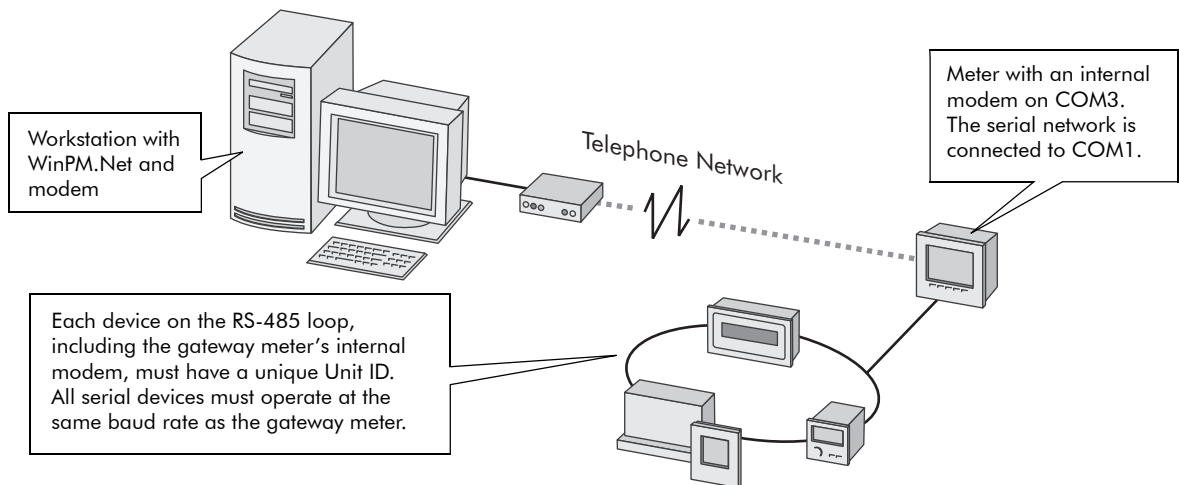 Workstation with
WinPM.Net and
modem
Telephone Network
Meter with an internal
modem on COM3.
The serial network is
connected to COM1.
Each device on the RS-485 loop,
including the gateway meter's internal
modem, must have a unique Unit ID.
All serial devices must operate at the
same baud rate as the gateway meter.